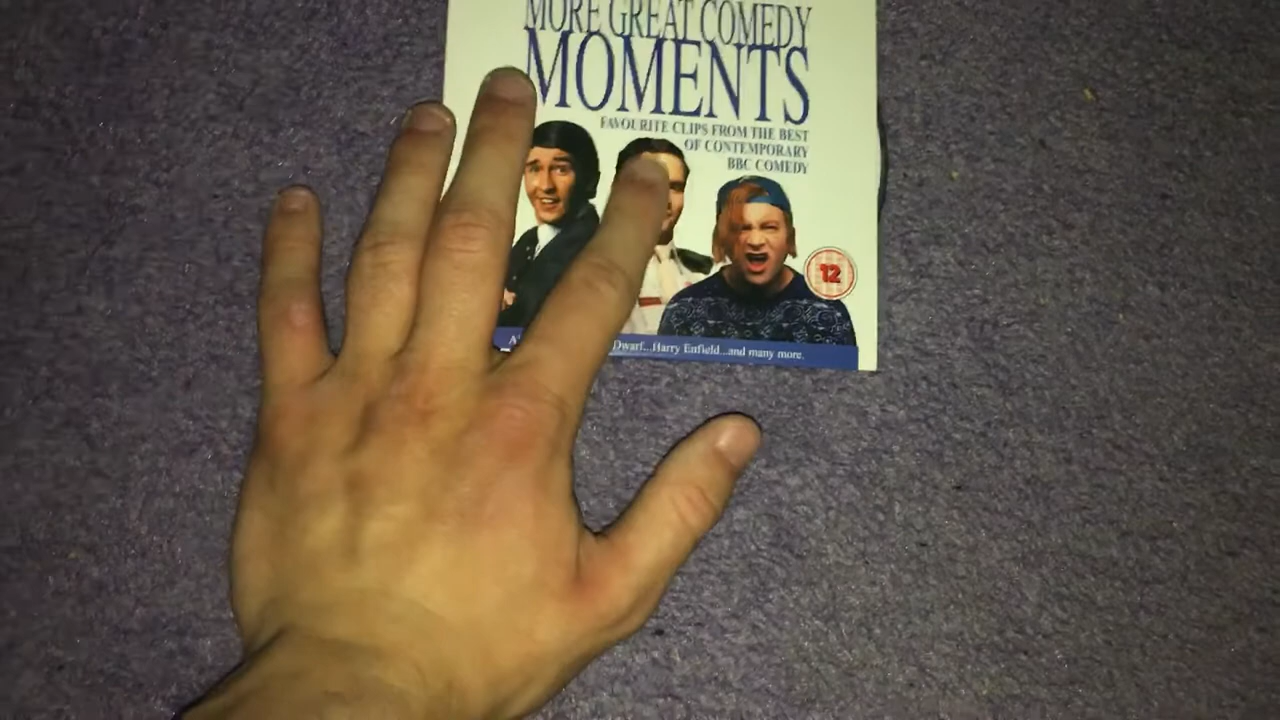 MORE GREAT COMEDY
MOMENTS
FAVOURITE CLIPS FROM THE BEST
OF CONTEMPORARY
BBC COMEDY
12
Dwarf...Harry Enfield...and many more.